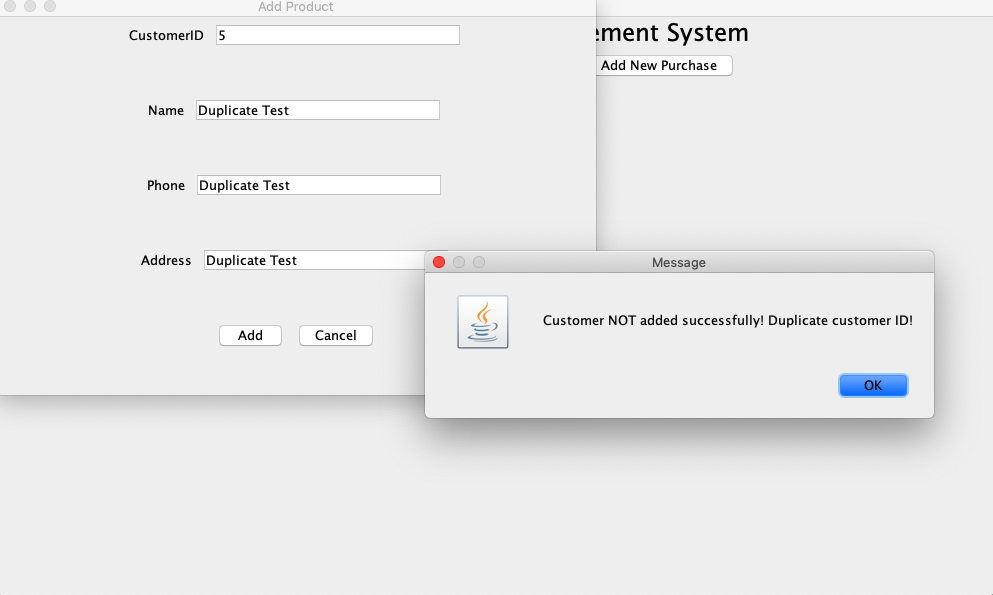 Add Product
CustomerID 5
ement System
Add New Purchase
Name Duplicate Test
Phone Duplicate Test
Address Duplicate Test
Add Cancel
Message
Customer NOT added successfully! Duplicate customer ID!
OK